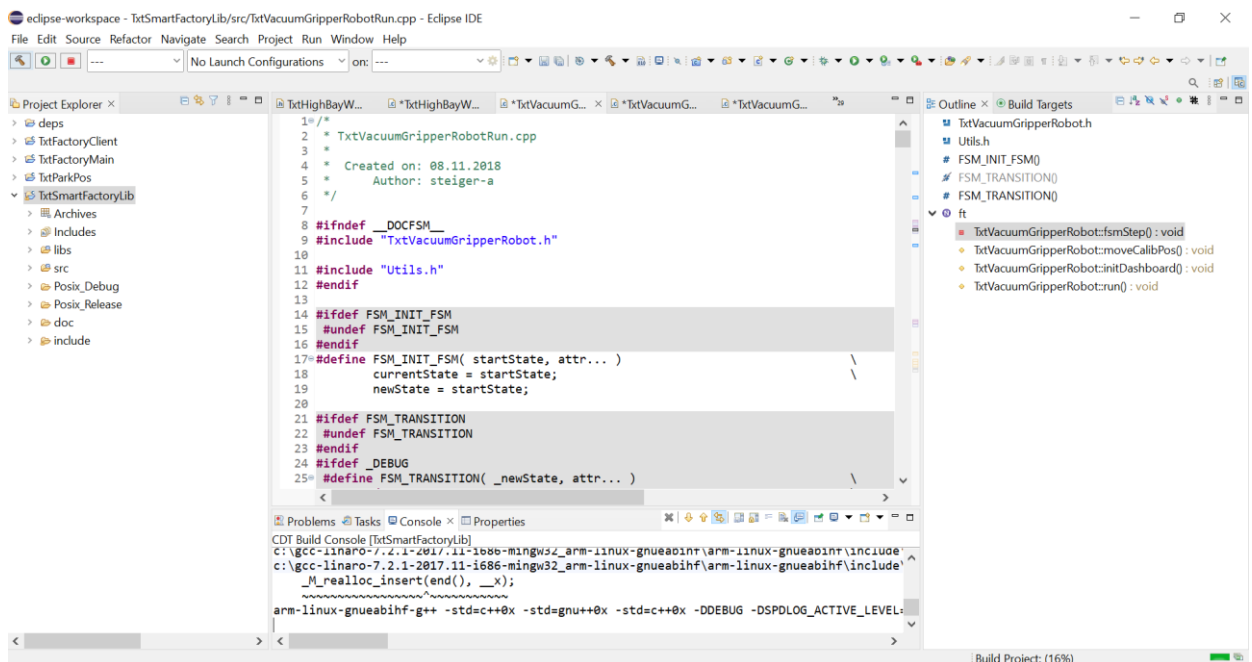 eclipse-workspace - TxtSmartFactoryLib/src/TxtVacuumGripperRobotRun.cpp - Eclipse IDE
File Edit Source Refactor Navigate Search Project Run Window Help
--- No Launch Configurations on: ---
Project Explorer
deps
TxtFactoryClient
TxtFactoryMain
TxtParkPos
TxtSmartFactoryLib
Archives
Includes
libs
src
Posix_Debug
Posix_Release
doc
include
TxtHighBayW... *TxtHighBayW... *TxtVacuumG... *TxtVacuumG... *TxtVacuumG... "29
1 /*
2 * TxtVacuumGripperRobotRun.cpp
3 *
4 * Created on: 08.11.2018
5 * Author: steiger-a
6 */
7
8 #ifndef __DOCFSM__
9 #include "TxtVacuumGripperRobot.h"
10
11 #include "Utils.h"
12 #endif
13
14 #ifdef FSM_INIT_FSM
15 #undef FSM_INIT_FSM
16 #endif
17 #define FSM_INIT_FSM( startState, attr... ) \
18 currentState = startState; \
19 newState = startState;
20
21 #ifdef FSM_TRANSITION
22 #undef FSM_TRANSITION
23 #endif
24 #ifdef _DEBUG
25 #define FSM_TRANSITION( _newState, attr... ) \
Problems Tasks Console Properties
CDT Build Console [TxtSmartFactoryLib]
c:\gcc-linaro-7.2.1-2017.11-i686-mingw32_arm-linux-gnueabihf\arm-linux-gnueabihf\include\
c:\gcc-linaro-7.2.1-2017.11-i686-mingw32_arm-linux-gnueabihf\arm-linux-gnueabihf\include\
_M_realloc_insert(end(), __x);
~~~~~~~~~~~~~~~~~^~~~~~~~~~~~
arm-linux-gnueabihf-g++ -std=c++0x -std=gnu++0x -std=c++0x -DDEBUG -DSPDLOG_ACTIVE_LEVEL=
Outline Build Targets
TxtVacuumGripperRobot.h
Utils.h
FSM_INIT_FSM()
FSM_TRANSITION()
FSM_TRANSITION()
ft
TxtVacuumGripperRobot::fsmStep() : void
TxtVacuumGripperRobot::moveCalibPos() : void
TxtVacuumGripperRobot::initDashboard() : void
TxtVacuumGripperRobot::run() : void
Build Project: (16%)